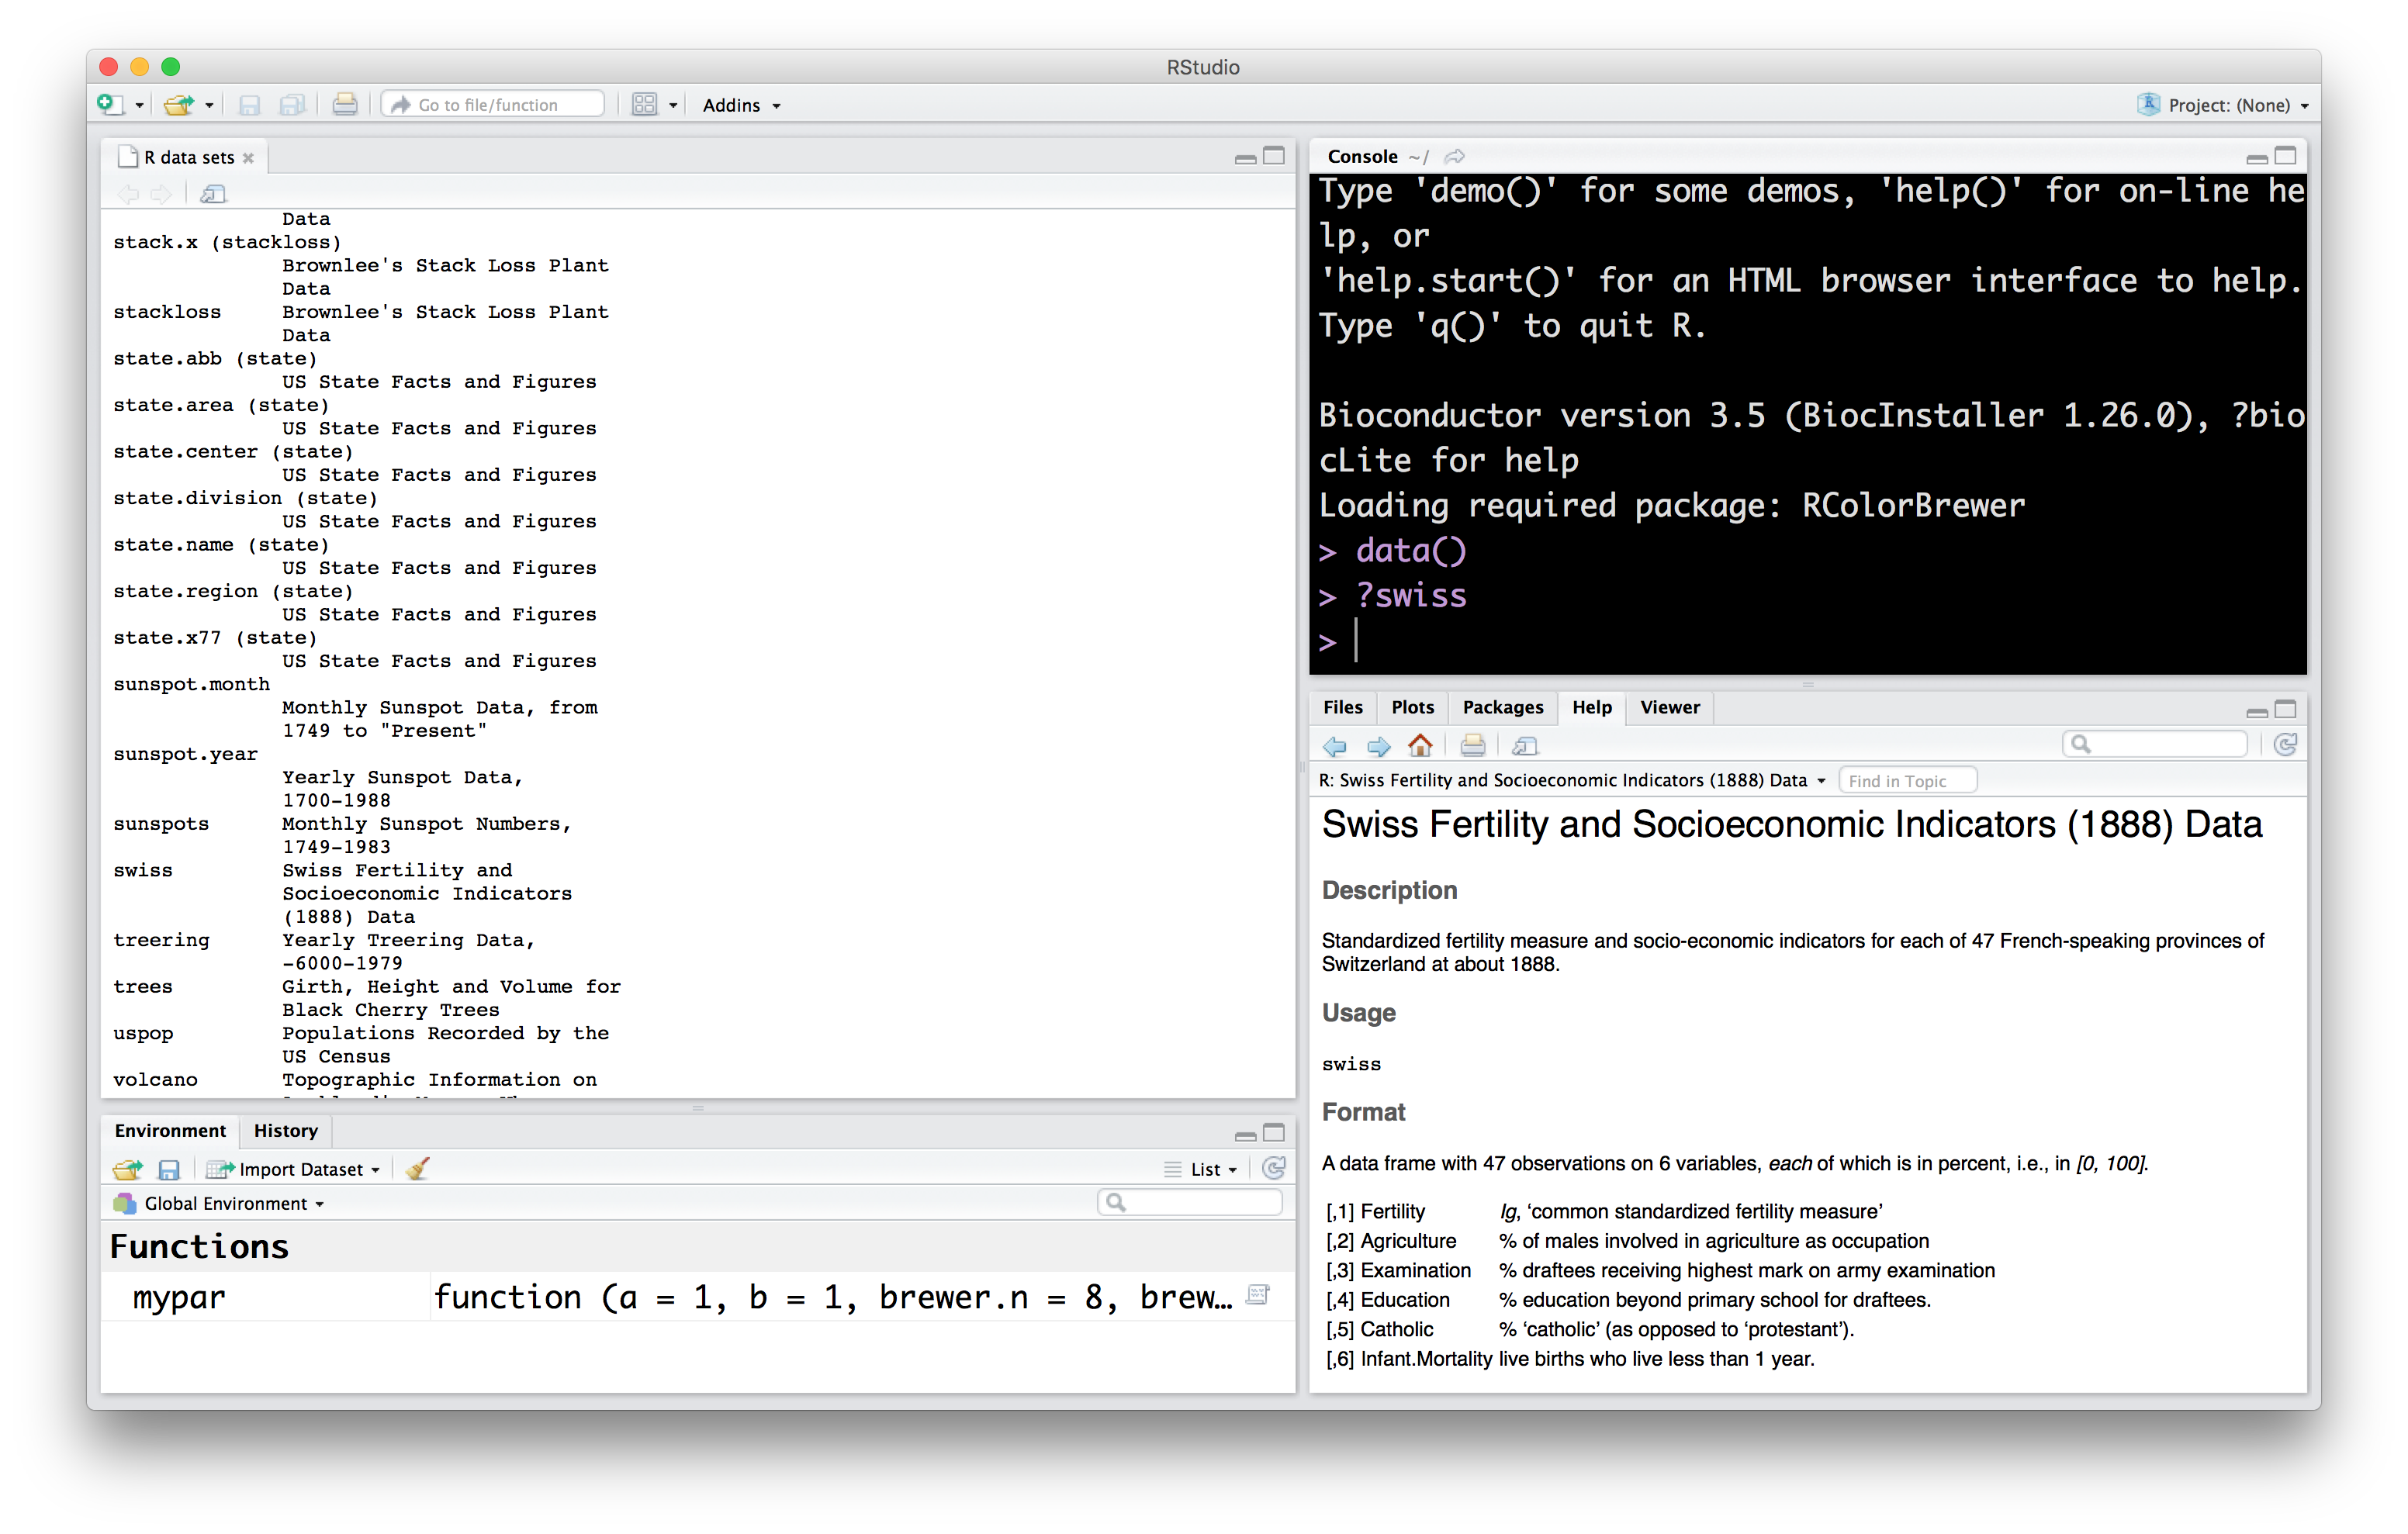 RStudio
Go to file/function
Addins
Project: (None)
R data sets
Data
stack.x (stackloss)
Brownlee's Stack Loss Plant
Data
stackloss Brownlee's Stack Loss Plant
Data
state.abb (state)
US State Facts and Figures
state.area (state)
US State Facts and Figures
state.center (state)
US State Facts and Figures
state.division (state)
US State Facts and Figures
state.name (state)
US State Facts and Figures
state.region (state)
US State Facts and Figures
state.x77 (state)
US State Facts and Figures
sunspot.month
Monthly Sunspot Data, from
1749 to "Present"
sunspot.year
Yearly Sunspot Data,
1700-1988
sunspots Monthly Sunspot Numbers,
1749-1983
swiss Swiss Fertility and
Socioeconomic Indicators
(1888) Data
treering Yearly Treering Data,
-6000-1979
trees Girth, Height and Volume for
Black Cherry Trees
uspop Populations Recorded by the
US Census
volcano Topographic Information on
Environment History
Import Dataset
List
Global Environment
Functions
mypar function (a = 1, b = 1, brewer.n = 8, brew…
Console ~/
Type 'demo()' for some demos, 'help()' for on-line he
lp, or
'help.start()' for an HTML browser interface to help.
Type 'q()' to quit R.
Bioconductor version 3.5 (BiocInstaller 1.26.0), ?bio
cLite for help
Loading required package: RColorBrewer
> data()
> ?swiss
>
Files Plots Packages Help Viewer
R: Swiss Fertility and Socioeconomic Indicators (1888) Data
Find in Topic
Swiss Fertility and Socioeconomic Indicators (1888) Data
Description
Standardized fertility measure and socio-economic indicators for each of 47 French-speaking provinces of
Switzerland at about 1888.
Usage
swiss
Format
A data frame with 47 observations on 6 variables, each of which is in percent, i.e., in [0, 100].
[,1] Fertility Ig, ‘common standardized fertility measure’
[,2] Agriculture % of males involved in agriculture as occupation
[,3] Examination % draftees receiving highest mark on army examination
[,4] Education % education beyond primary school for draftees.
[,5] Catholic % ‘catholic’ (as opposed to ‘protestant’).
[,6] Infant.Mortality live births who live less than 1 year.